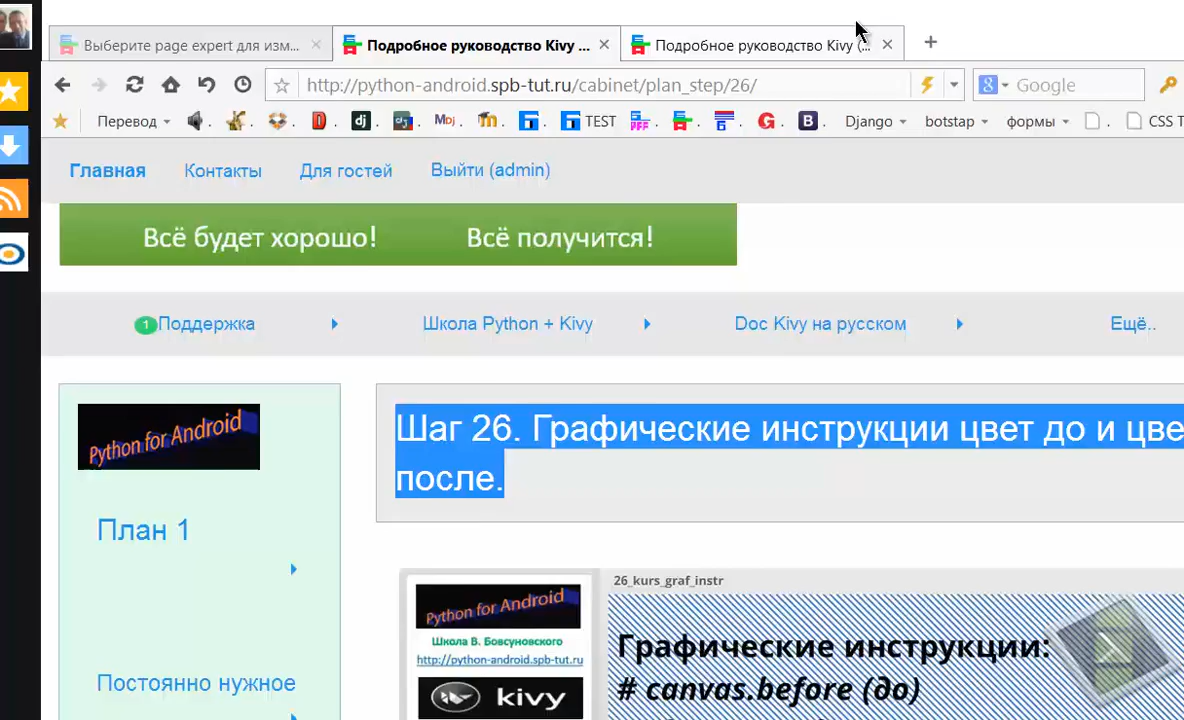 Выберите page expert для изм...
Подробное руководство Kivy ...
Подробное руководство Kivy (...
http://python-android.spb-tut.ru/cabinet/plan_step/26/
Google
Перевод
TEST
Django
botstap
формы
CSS T
Главная
Контакты
Для гостей
Выйти (admin)
Всё будет хорошо!
Всё получится!
1 Поддержка
Школа Python + Kivy
Doc Kivy на русском
Ещё..
Python for Android
Шаг 26. Графические инструкции цвет до и цве
после.
План 1
Постоянно нужное
26_kurs_graf_instr
Python for Android
Школа В. Бовсуновского
http://python-android.spb-tut.ru
kivy
Графические инструкции:
# canvas.before (до)